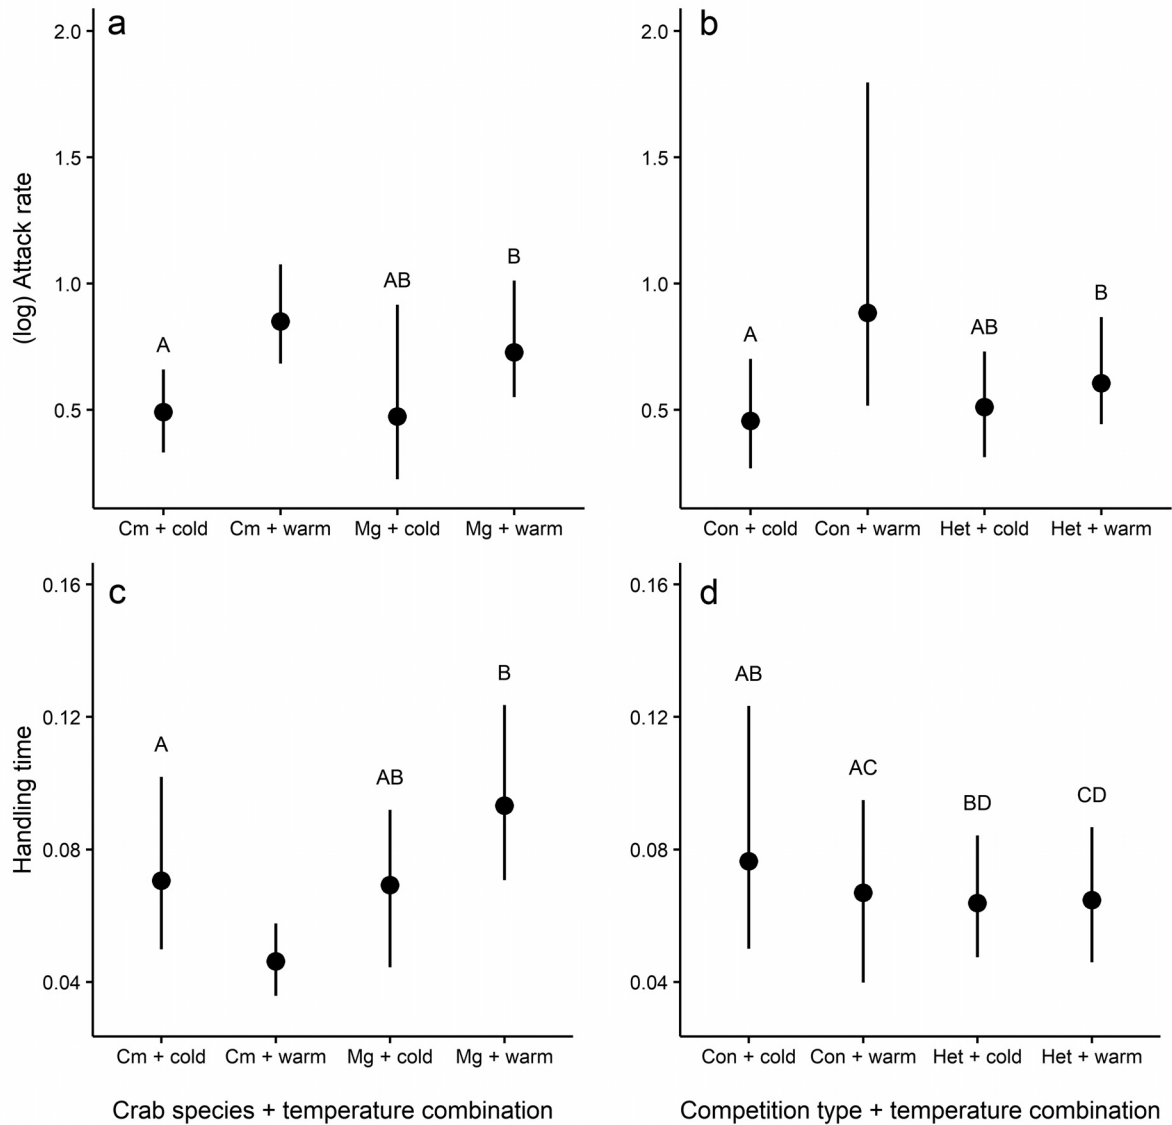 a
(log) Attack rate
2.0
1.5
1.0
0.5
A
AB
B
Cm + cold Cm + warm Mg + cold Mg + warm
b
2.0
1.5
1.0
0.5
A
AB
B
Con + cold Con + warm Het + cold Het + warm
c
Handling time
0.16
0.12
0.08
0.04
A
AB
B
Cm + cold Cm + warm Mg + cold Mg + warm
Crab species + temperature combination
d
0.16
0.12
0.08
0.04
AB
AC
BD
CD
Con + cold Con + warm Het + cold Het + warm
Competition type + temperature combination